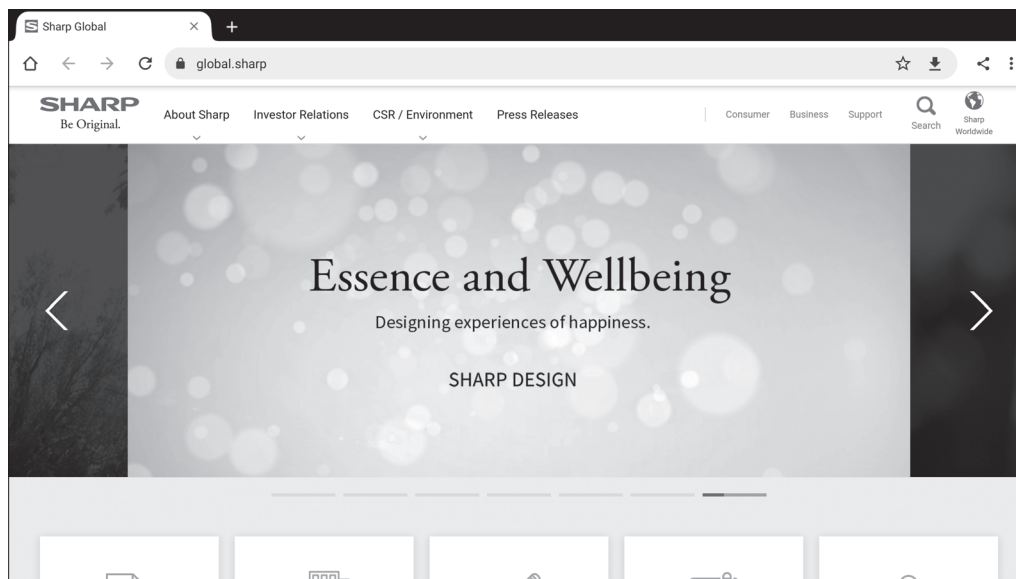 Sharp Global
global.sharp
SHARP
Be Original.
About Sharp
Investor Relations
CSR / Environment
Press Releases
Consumer
Business
Support
Search
Sharp
Worldwide
Essence and Wellbeing
Designing experiences of happiness.
SHARP DESIGN